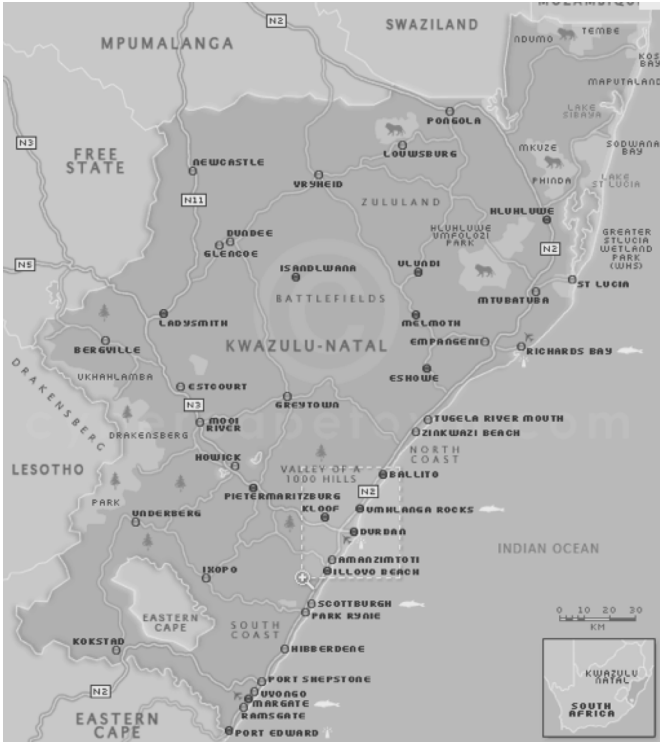 MOZAMBIQUE
N2
SWAZILAND
MPUMALANGA
TEMBE
NDUMO
KOSI
BAY
MAPUTALAND
LAKE
SIBAYA
PONGOLA
N3
FREE
STATE
LOUWSBURG
MKUZE
SODWANA
BAY
NEWCASTLE
VRYHEID
PHINDA
LAKE
ST LUCIA
N11
ZULULAND
HLUHLUWE
DUNDEE
GLENCOE
HLUHLUWE
UMFOLOZI
PARK
N2
GREATER
STLUCIA
WETLAND
PARK
(WHS)
N5
ISANDLWANA
ULUNDI
ST LUCIA
BATTLEFIELDS
MTUBATUBA
LADYSMITH
MELMOTH
BERGVILLE
KWAZULU-NATAL
EMPANGENI
RICHARDS BAY
UKHAHLAMBA
ESHOWE
ESTCOURT
DRAKENSBERG
N3
GREYTOWN
MOOI
RIVER
TUGELA RIVER MOUTH
ZINKWAZI BEACH
DRAKENSBERG
NORTH
COAST
HOWICK
LESOTHO
VALLEY OF A
1000 HILLS
BALLITO
PIETERMARITZBURG
N2
PARK
KLOOF
UMHLANGA ROCKS
UNDERBERG
DURBAN
INDIAN OCEAN
AMANZIMTOTI
ILLOVO BEACH
IXOPO
SCOTTBURGH
PARK RYNIE
0 10 20 30
KM
EASTERN
CAPE
SOUTH
COAST
KOKSTAD
HIBBERDENE
KWAZULU
NATAL
PORT SHEPSTONE
N2
UVONGO
MARGATE
RAMSGATE
SOUTH
AFRICA
EASTERN
CAPE
PORT EDWARD